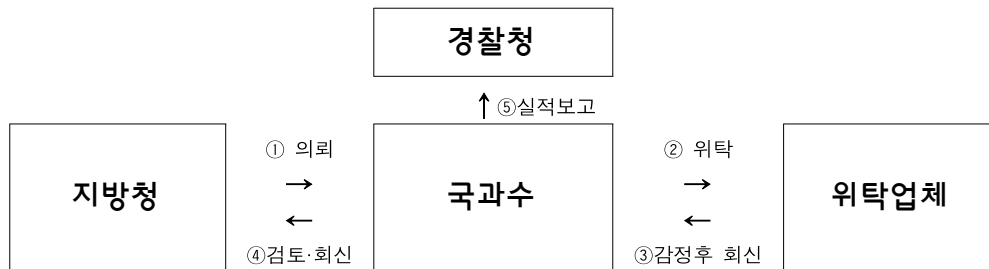 경찰청
↑ ⑤실적보고
① 의뢰
② 위탁
지방청
→
국과수
→
위탁업체
←
←
④검토·회신
③감정후 회신